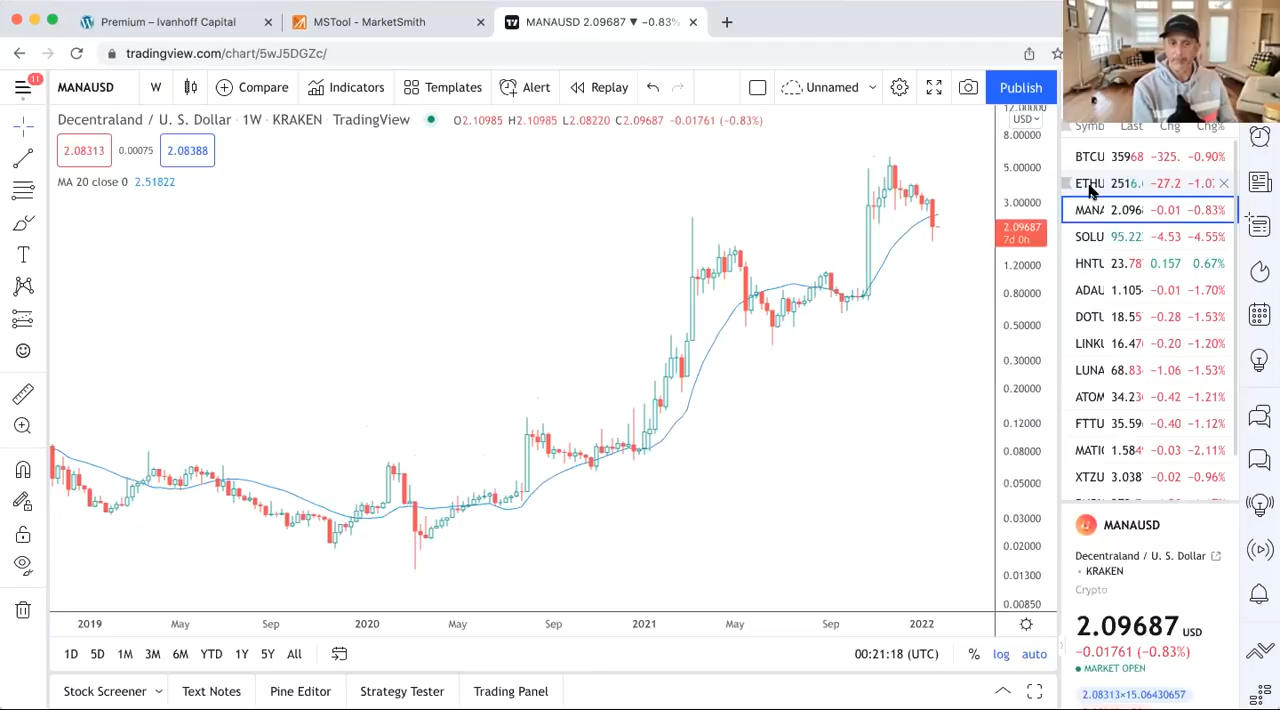 Premium – Ivanhoff Capital
MSTool - MarketSmith
MANAUSD 2.09687 ▼ −0.83%
tradingview.com/chart/5wJ5DGZc/
11
MANAUSD
W
Compare
Indicators
Templates
Alert
Replay
Unnamed
Publish
Decentraland / U. S. Dollar · 1W · KRAKEN · TradingView
O2.10985 H2.10985 L2.08220 C2.09687 −0.01761 (−0.83%)
2.08313
0.00075
2.08388
MA 20 close 0 2.51822
12.00000
USD
8.00000
5.00000
3.00000
2.09687
7d 0h
1.20000
0.80000
0.50000
0.30000
0.20000
0.12000
0.08000
0.05000
0.03000
0.02000
0.01300
0.00850
2019
May
Sep
2020
May
Sep
2021
May
Sep
2022
1D 5D 1M 3M 6M YTD 1Y 5Y All
00:21:18 (UTC)
% log auto
Stock Screener
Text Notes
Pine Editor
Strategy Tester
Trading Panel
Symb Last Chg Chg%
BTCU 35968 −325. −0.90%
ETHU 2516. −27.2 −1.0
MANA 2.096 −0.01 −0.83%
SOLU 95.22 −4.53 −4.55%
HNTU 23.78 0.157 0.67%
ADAU 1.105 −0.01 −1.70%
DOTU 18.55 −0.28 −1.53%
LINKU 16.47 −0.20 −1.20%
LUNA 68.83 −1.06 −1.53%
ATOM 34.23 −0.42 −1.21%
FTTU 35.59 −0.40 −1.12%
MATIC 1.584 −0.03 −2.11%
XTZU 3.038 −0.02 −0.96%
MANAUSD
Decentraland / U. S. Dollar
• KRAKEN
Crypto
2.09687 USD
−0.01761 (−0.83%)
MARKET OPEN
2.08313×15.06430657